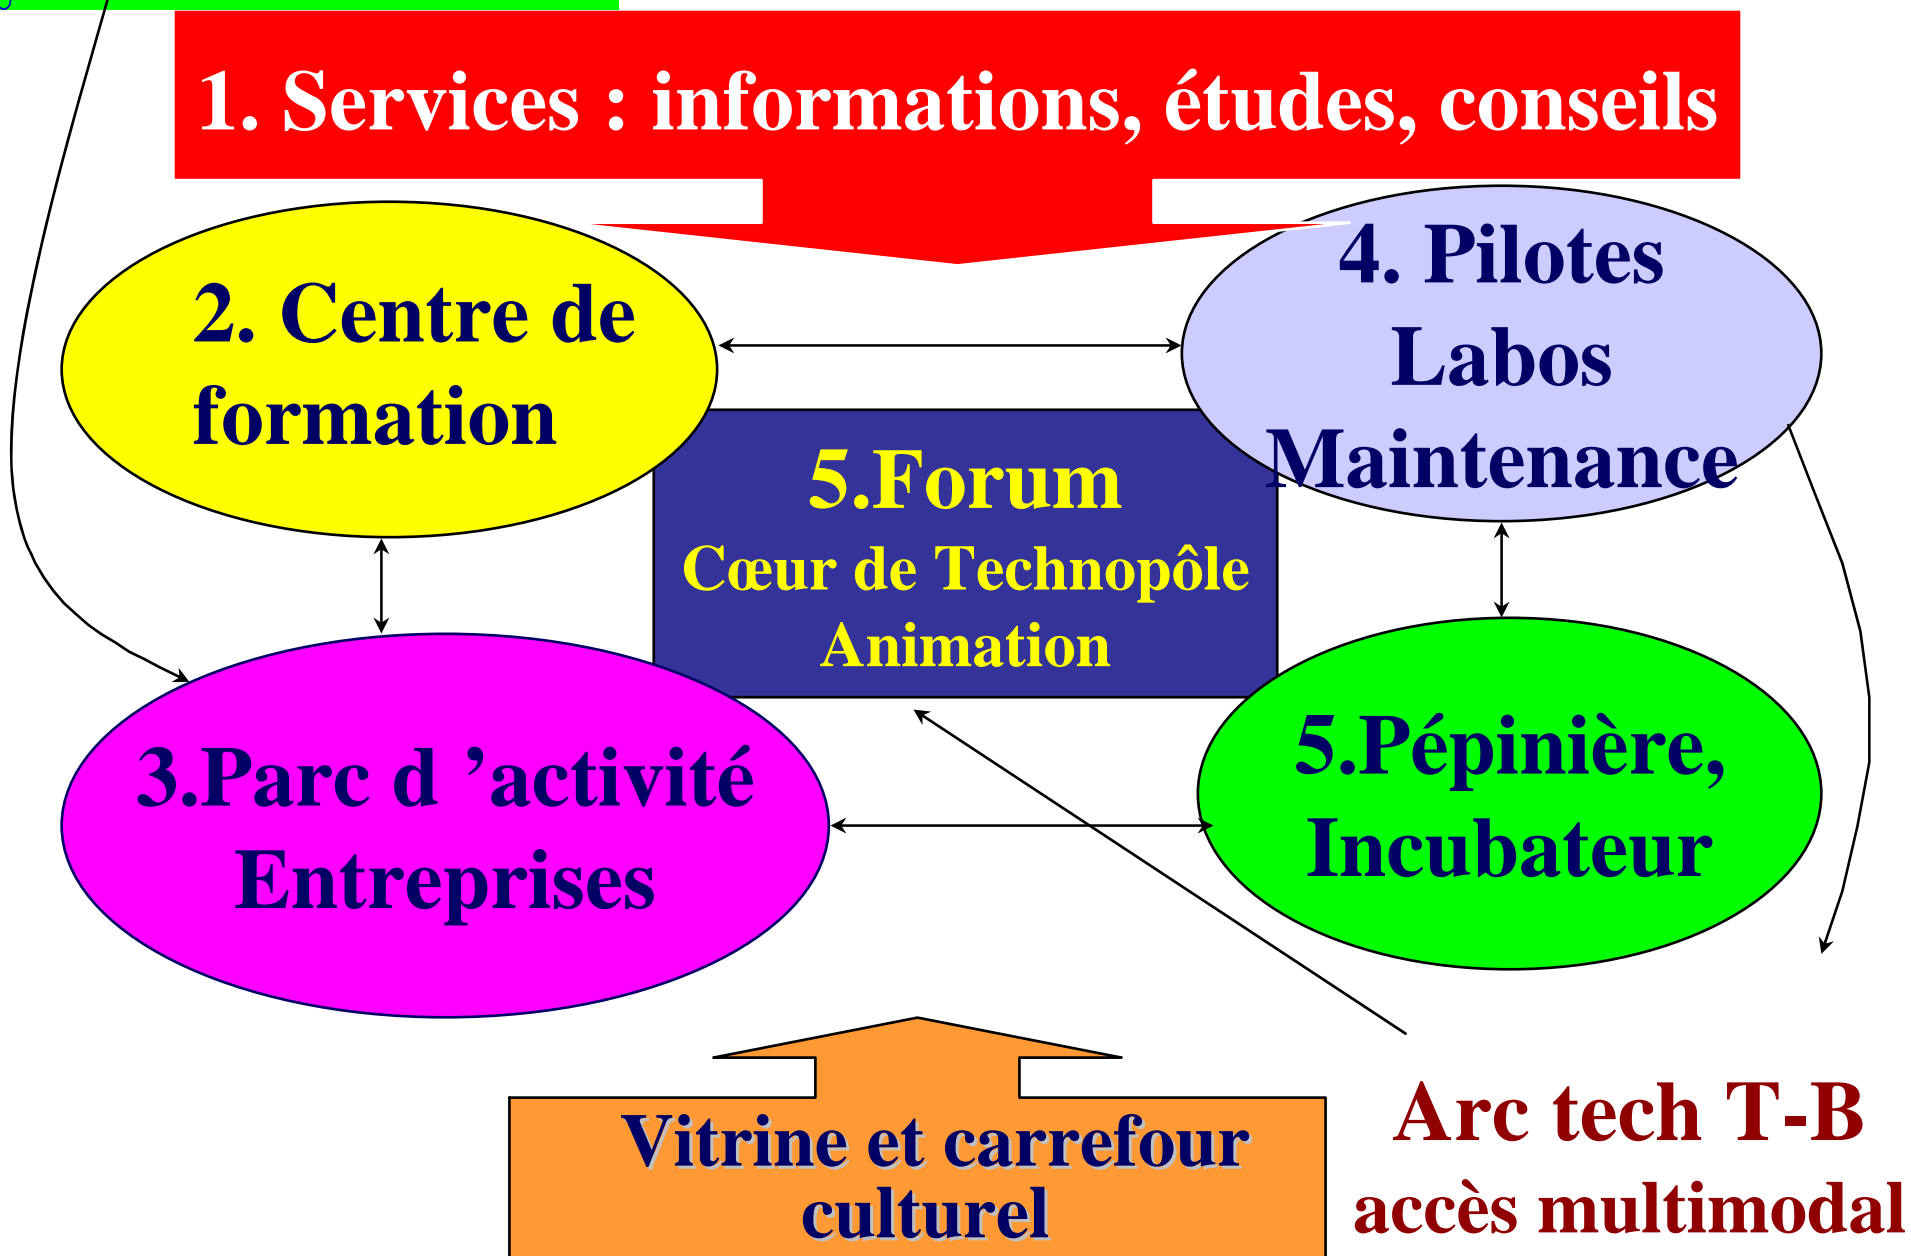 1. Services : informations, études, conseils
2. Centre de
formation
4. Pilotes
Labos
Maintenance
5.Forum
Cœur de Technopôle
Animation
3.Parc d ’activité
Entreprises
5.Pépinière,
Incubateur
Vitrine et carrefour
culturel
Arc tech T-B
accès multimodal